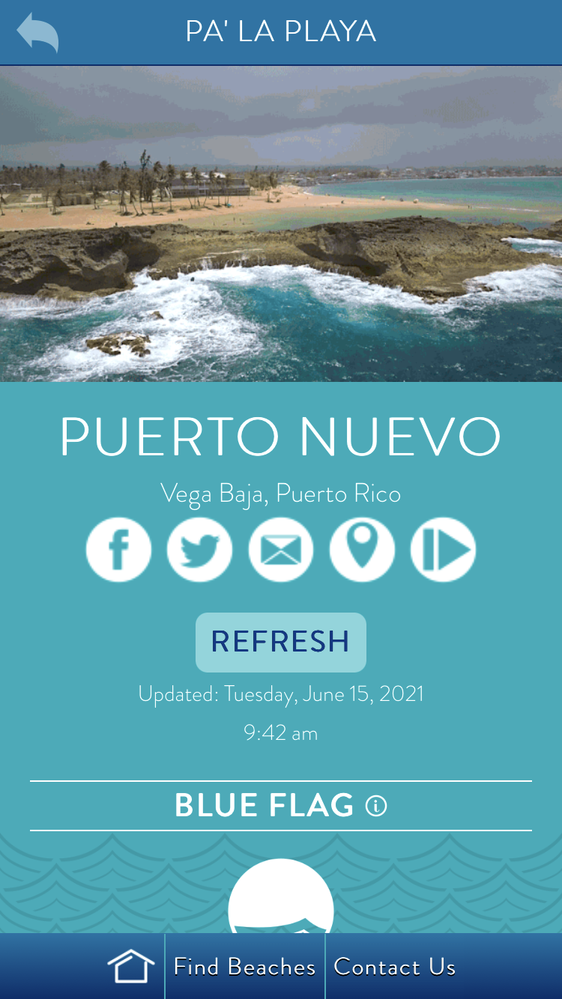 PA' LA PLAYA
PUERTO NUEVO
Vega Baja, Puerto Rico
REFRESH
Updated: Tuesday, June 15, 2021
9:42 am
BLUE FLAG
Find Beaches
Contact Us